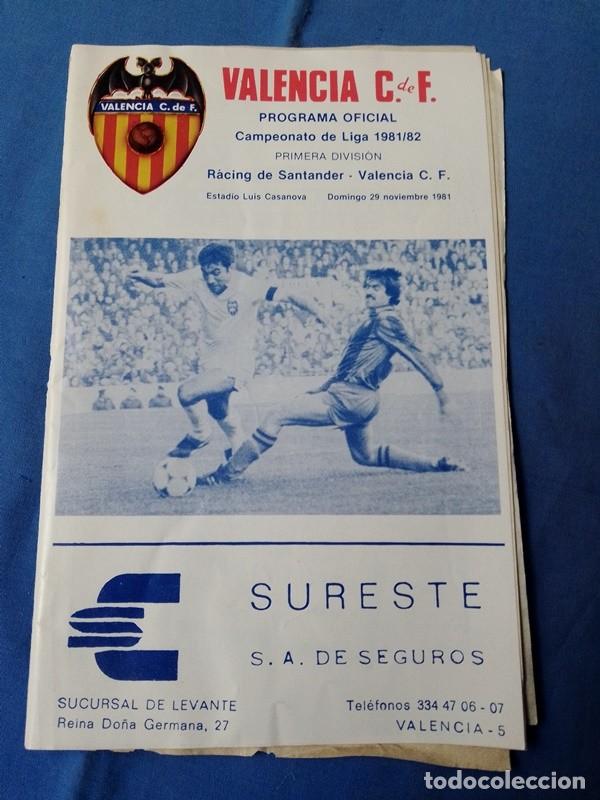 VALENCIA C. de F.
VALENCIA C. de F.
PROGRAMA OFICIAL
Campeonato de Liga 1981/82
PRIMERA DIVISIÓN
Rácing de Santander - Valencia C. F.
Estadio Luis Casanova Domingo 29 noviembre 1981
SURESTE
S. A. DE SEGUROS
SUCURSAL DE LEVANTE
Reina Doña Germana, 27
Teléfonos 334 47 06 - 07
VALENCIA - 5
todocoleccion